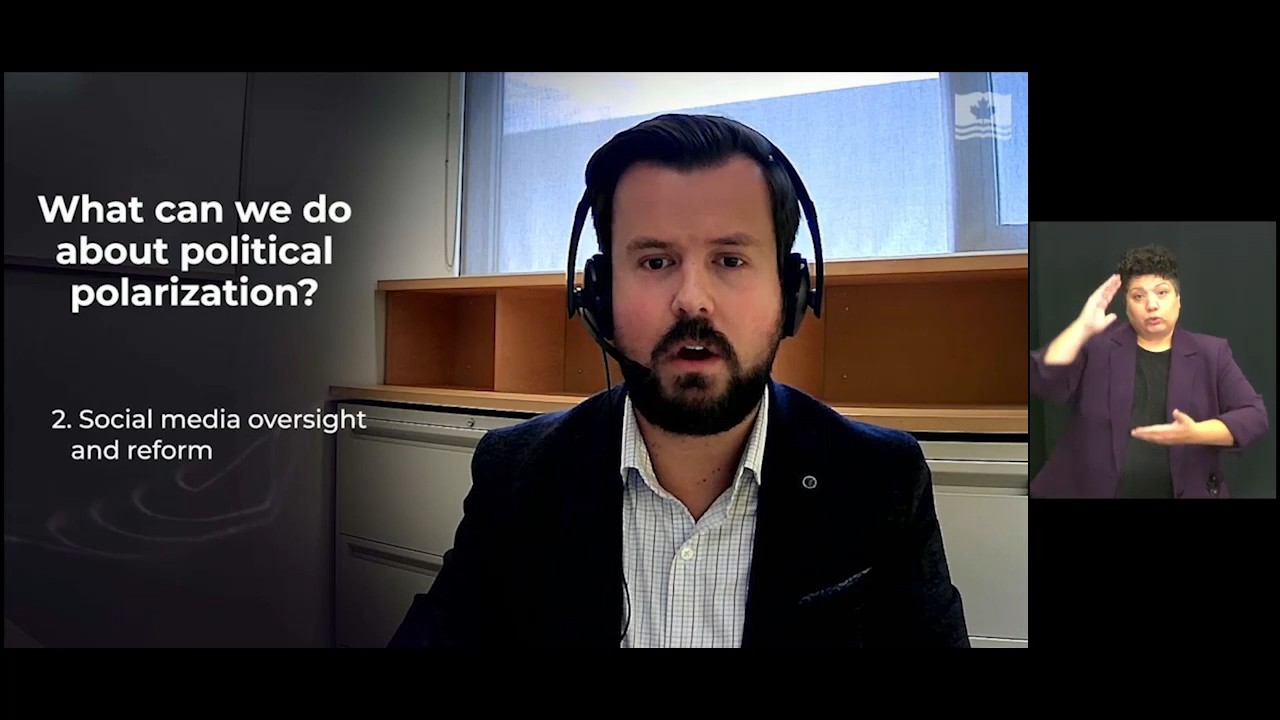 What can we do
about political
polarization?
2. Social media oversight
and reform